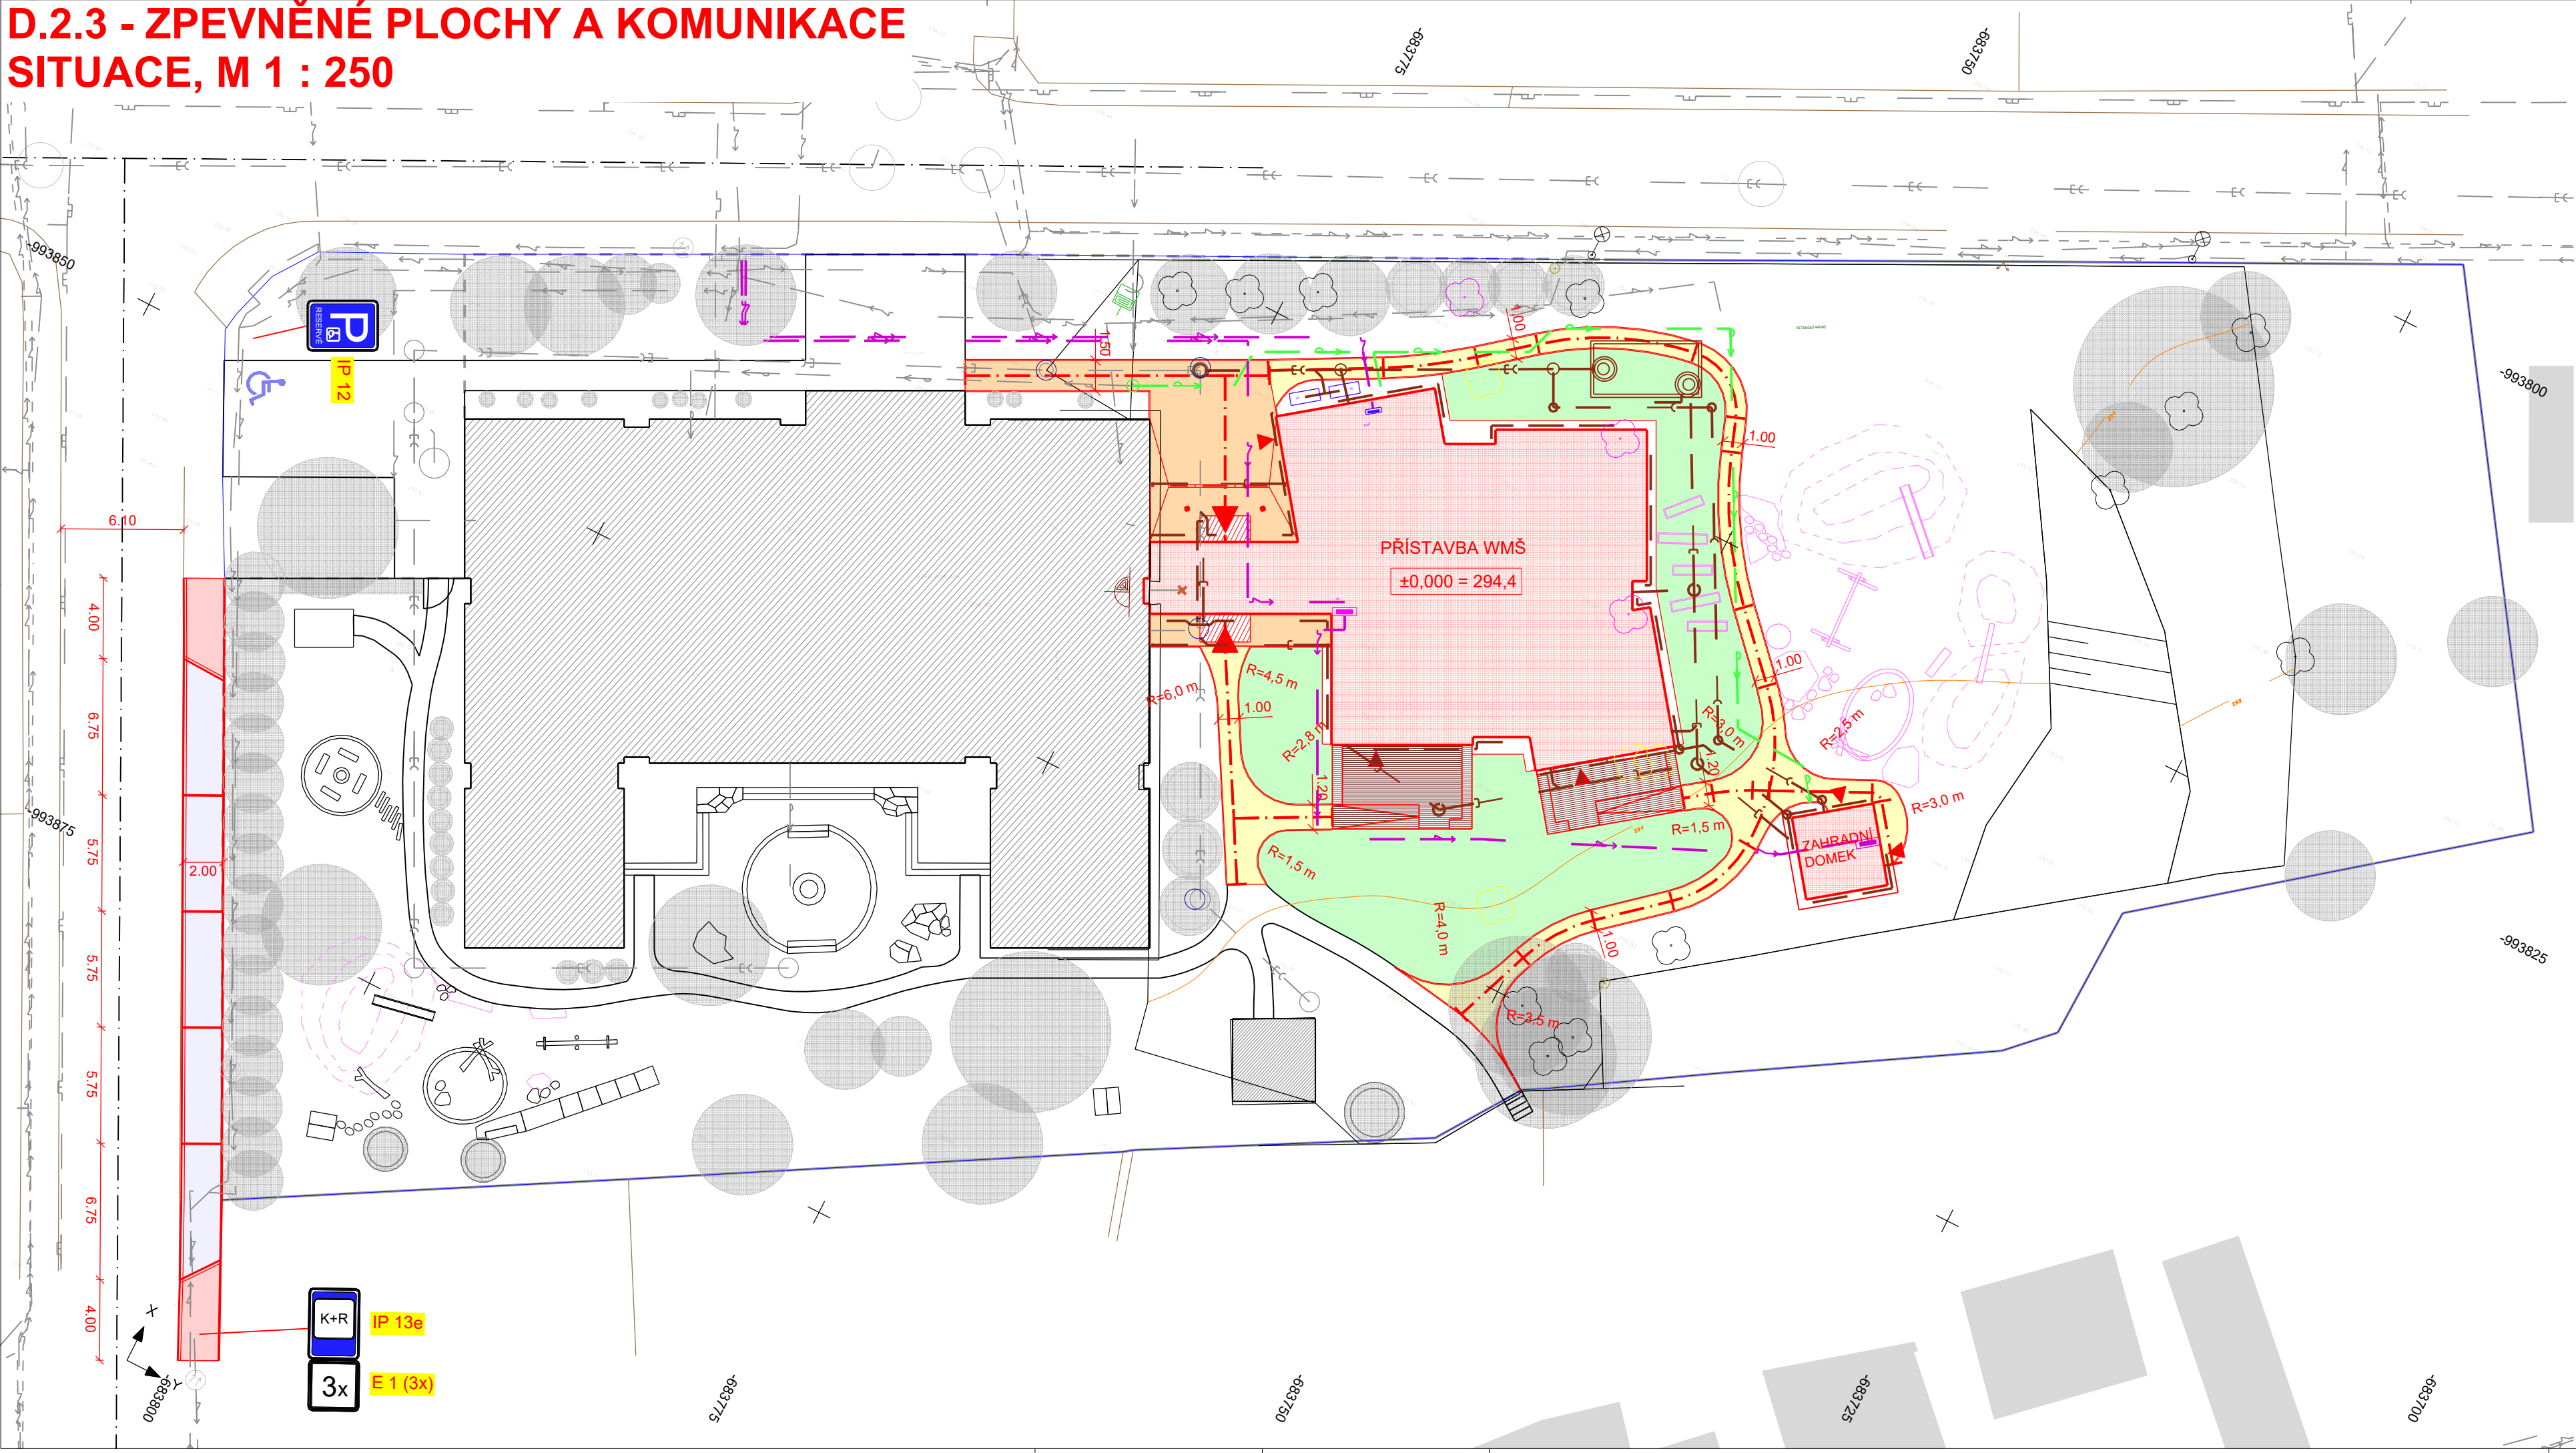 D.2.3 - ZPEVNĚNÉ PLOCHY A KOMUNIKACE
SITUACE, M 1 : 250
-683775
-683750
-993850
-993800
P
RESERVÉ
IP 12
1.50
1.00
1.00
6.10
PŘÍSTAVBA WMŠ
±0,000 = 294,4
4.00
6.75
5.75
2.00
5.75
5.75
6.75
4.00
R=6,0 m
R=4,5 m
1.00
R=2,8 m
1.20
R=1,5 m
1.00
R=3,0 m
R=2,5 m
1.20
R=1,5 m
R=3,0 m
ZAHRADNÍ
DOMEK
R=4,0 m
1.00
R=3,5 m
294
294
293
-993875
-993825
K+R
IP 13e
3x
E 1 (3x)
X
Y
-683800
-683775
-683750
-683725
-683700